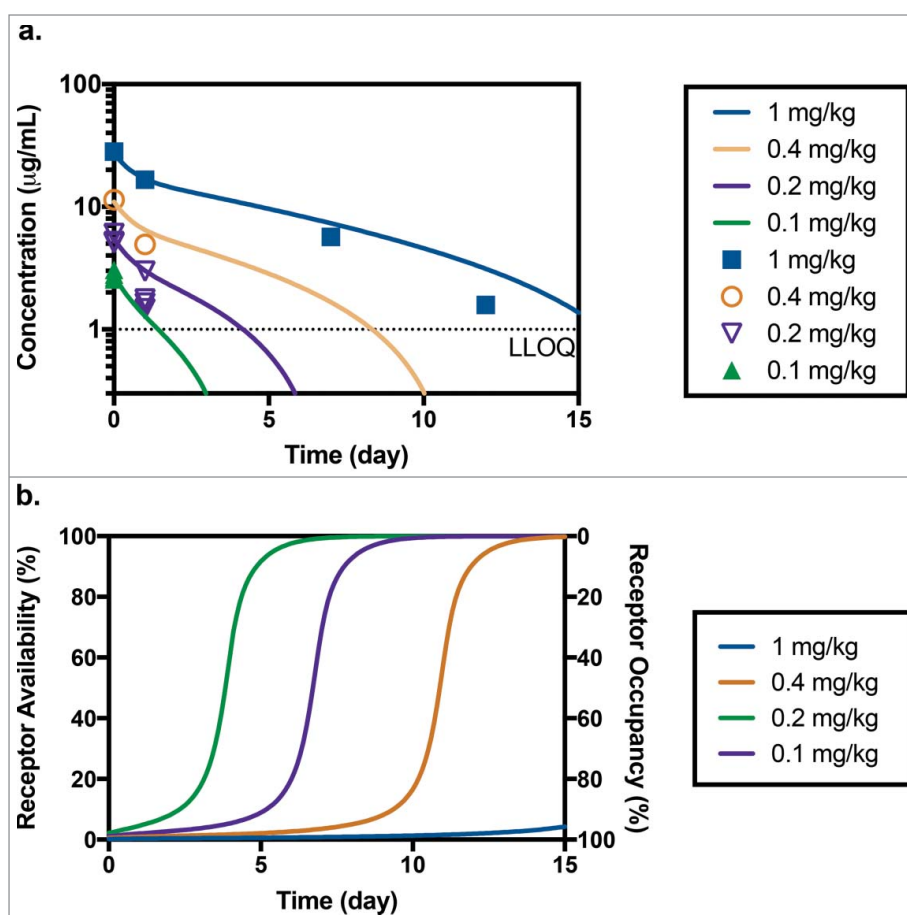 a.
Concentration (μg/mL)
100
10
1
LLOQ
0
5
10
15
Time (day)
1 mg/kg
0.4 mg/kg
0.2 mg/kg
0.1 mg/kg
1 mg/kg
0.4 mg/kg
0.2 mg/kg
0.1 mg/kg
b.
Receptor Availability (%)
100
80
60
40
20
0
0
20
40
60
80
100
Receptor Occupancy (%)
0
5
10
15
Time (day)
1 mg/kg
0.4 mg/kg
0.2 mg/kg
0.1 mg/kg